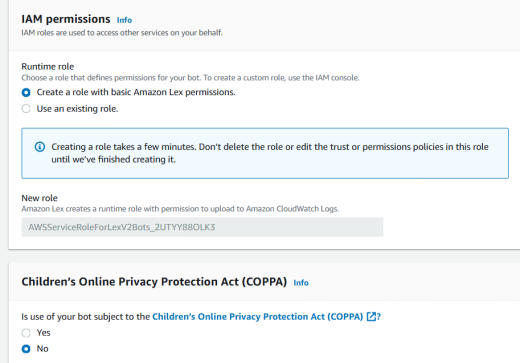 IAM permissions Info
IAM roles are used to access other services on your behalf.
Runtime role
Choose a role that defines permissions for your bot. To create a custom role, use the IAM console.
Create a role with basic Amazon Lex permissions.
Use an existing role.
Creating a role takes a few minutes. Don't delete the role or edit the trust or permissions policies in this role
until we've finished creating it.
New role
Amazon Lex creates a runtime role with permission to upload to Amazon CloudWatch Logs.
AWSServiceRoleForLexV2Bots_2UTYY88OLK3
Children's Online Privacy Protection Act (COPPA) Info
Is use of your bot subject to the Children's Online Privacy Protection Act (COPPA) ?
Yes
No